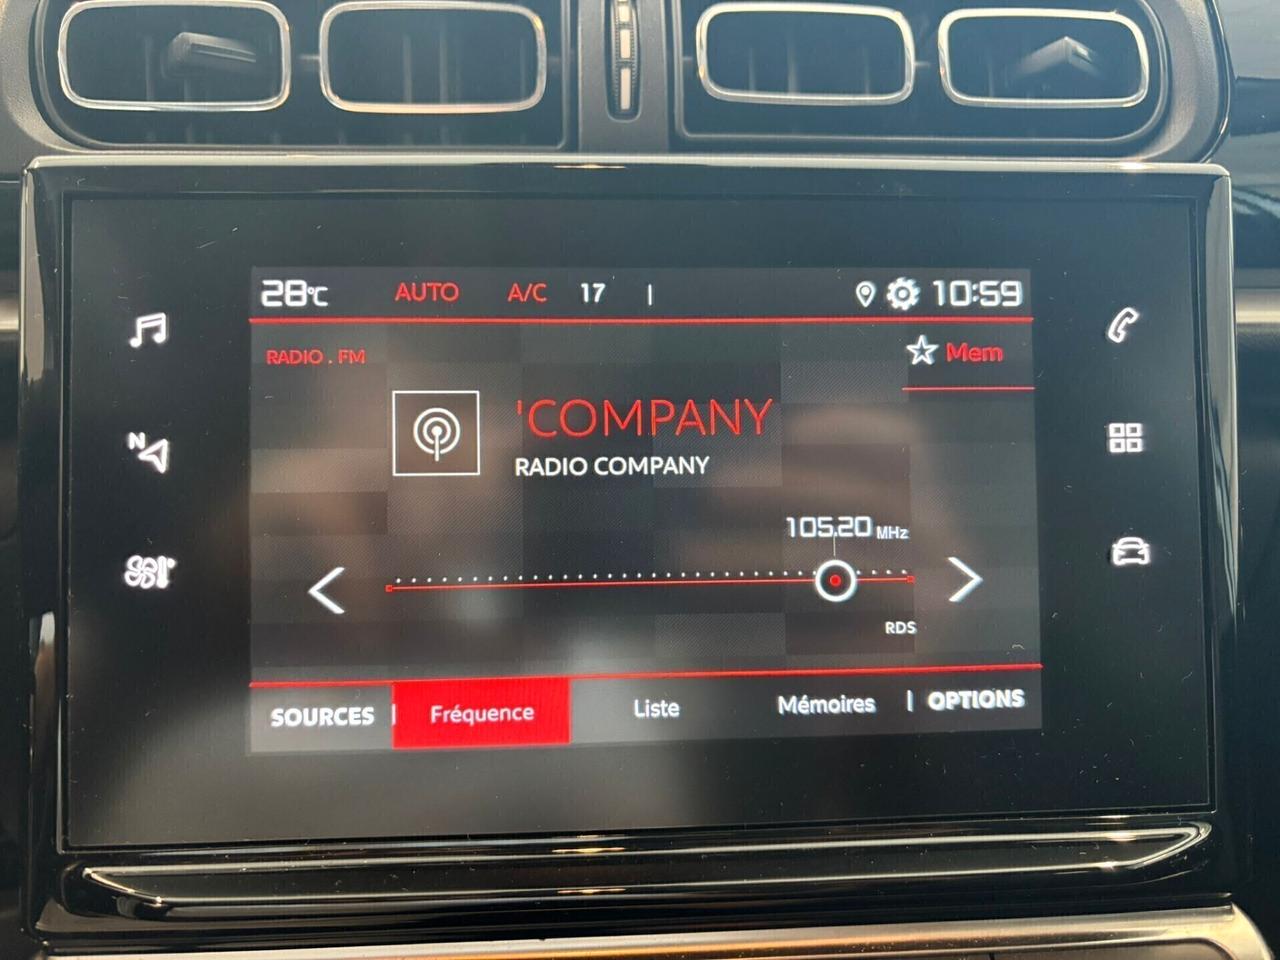 28°C AUTO A/C 17 | 10:59
RADIO . FM
Mem
'COMPANY
RADIO COMPANY
105.20 MHz
RDS
SOURCES | Fréquence Liste Mémoires | OPTIONS
N